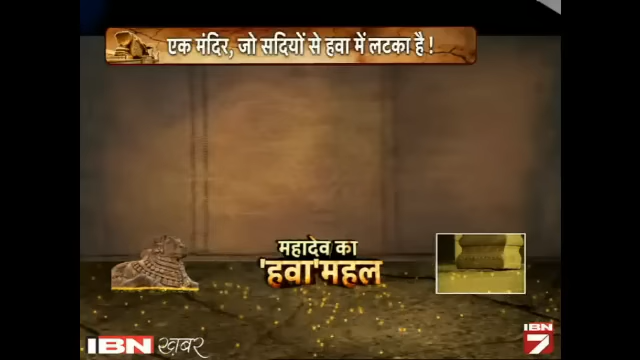 एक मंदिर, जो सदियों से हवा में लटका है !
महादेव का
'हवा'महल
IBN खबर
IBN
7